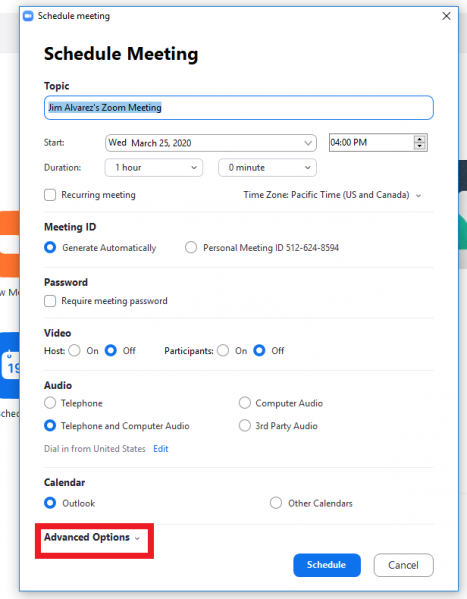 Schedule meeting
Schedule Meeting
Topic
Jim Alvarez's Zoom Meeting
Start: Wed March 25, 2020 04:00 PM
Duration: 1 hour 0 minute
Recurring meeting Time Zone: Pacific Time (US and Canada)
Meeting ID
Generate Automatically Personal Meeting ID 512-624-8594
Password
Require meeting password
Video
Host: On Off Participants: On Off
Audio
Telephone Computer Audio
Telephone and Computer Audio 3rd Party Audio
Dial in from United States Edit
Calendar
Outlook Other Calendars
Advanced Options
Schedule Cancel
w M
19
ched